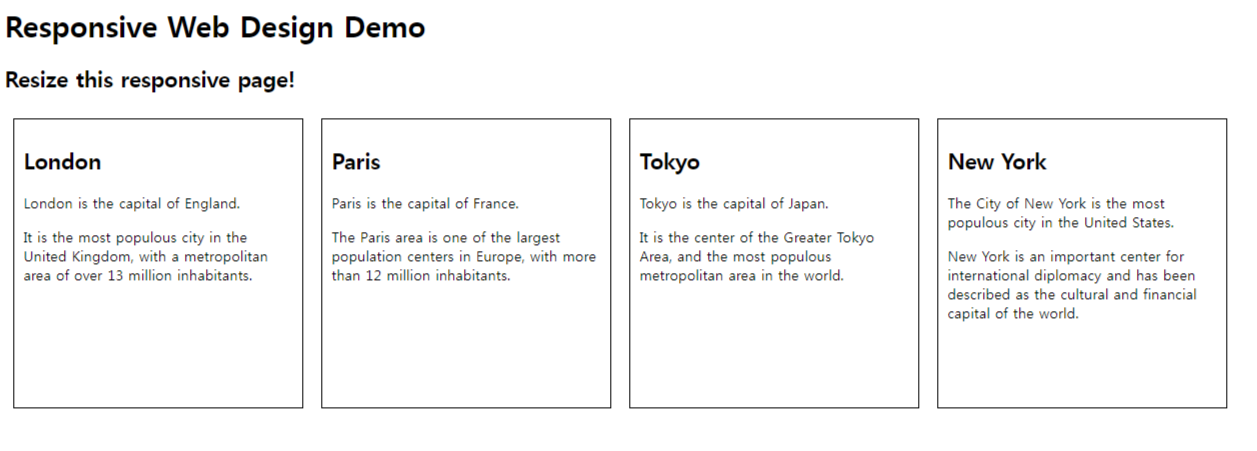 Responsive Web Design Demo
Resize this responsive page!
London
London is the capital of England.
It is the most populous city in the
United Kingdom, with a metropolitan
area of over 13 million inhabitants.
Paris
Paris is the capital of France.
The Paris area is one of the largest
population centers in Europe, with more
than 12 million inhabitants.
Tokyo
Tokyo is the capital of Japan.
It is the center of the Greater Tokyo
Area, and the most populous
metropolitan area in the world.
New York
The City of New York is the most
populous city in the United States.
New York is an important center for
international diplomacy and has been
described as the cultural and financial
capital of the world.